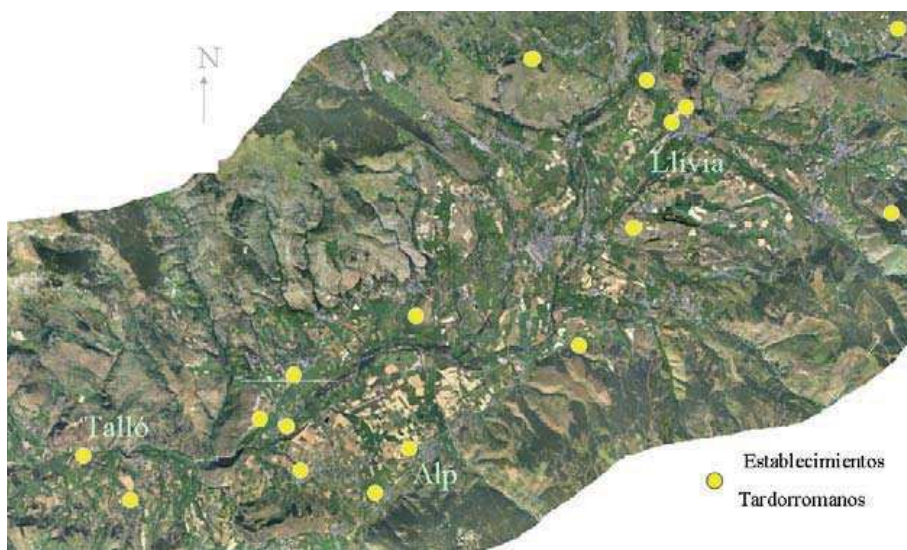 N
Llívia
Talló
Alp
Establecimientos
Tardorromanos